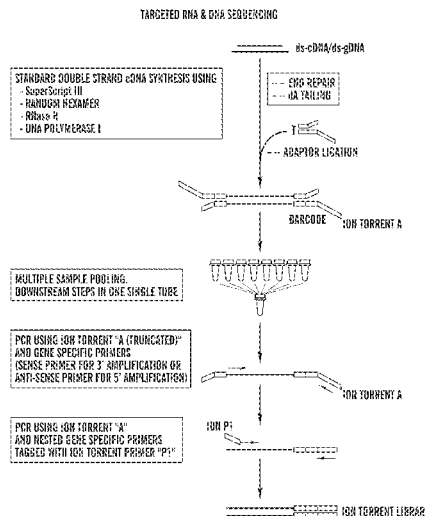 TARGETED RNA & DNA SEQUENCING
ds-cDNA/ds-gDNA
STANDARD DOUBLE STRAND cDNA SYNTHESIS USING
- SuperScript III
- RANDOM HEXAMER
- RNase H
- DNA POLYMERASE I
END REPAIR
dA TAILING
T
ADAPTOR LIGATION
BARCODE
ION TORRENT A
MULTIPLE SAMPLE POOLING.
DOWNSTREAM STEPS IN ONE SINGLE TUBE
PCR USING ION TORRENT "A (TRUNCATED)"
AND GENE SPECIFIC PRIMERS
(SENSE PRIMER FOR 3' AMPLIFICATION OR
ANTI-SENSE PRIMER FOR 5' AMPLIFICATION)
ION TORRENT A
PCR USING ION TORRENT "A"
AND NESTED GENE SPECIFIC PRIMERS
TAGGED WITH ION TORRENT PRIMER "P1"
ION P1
ION TORRENT LIBRAR